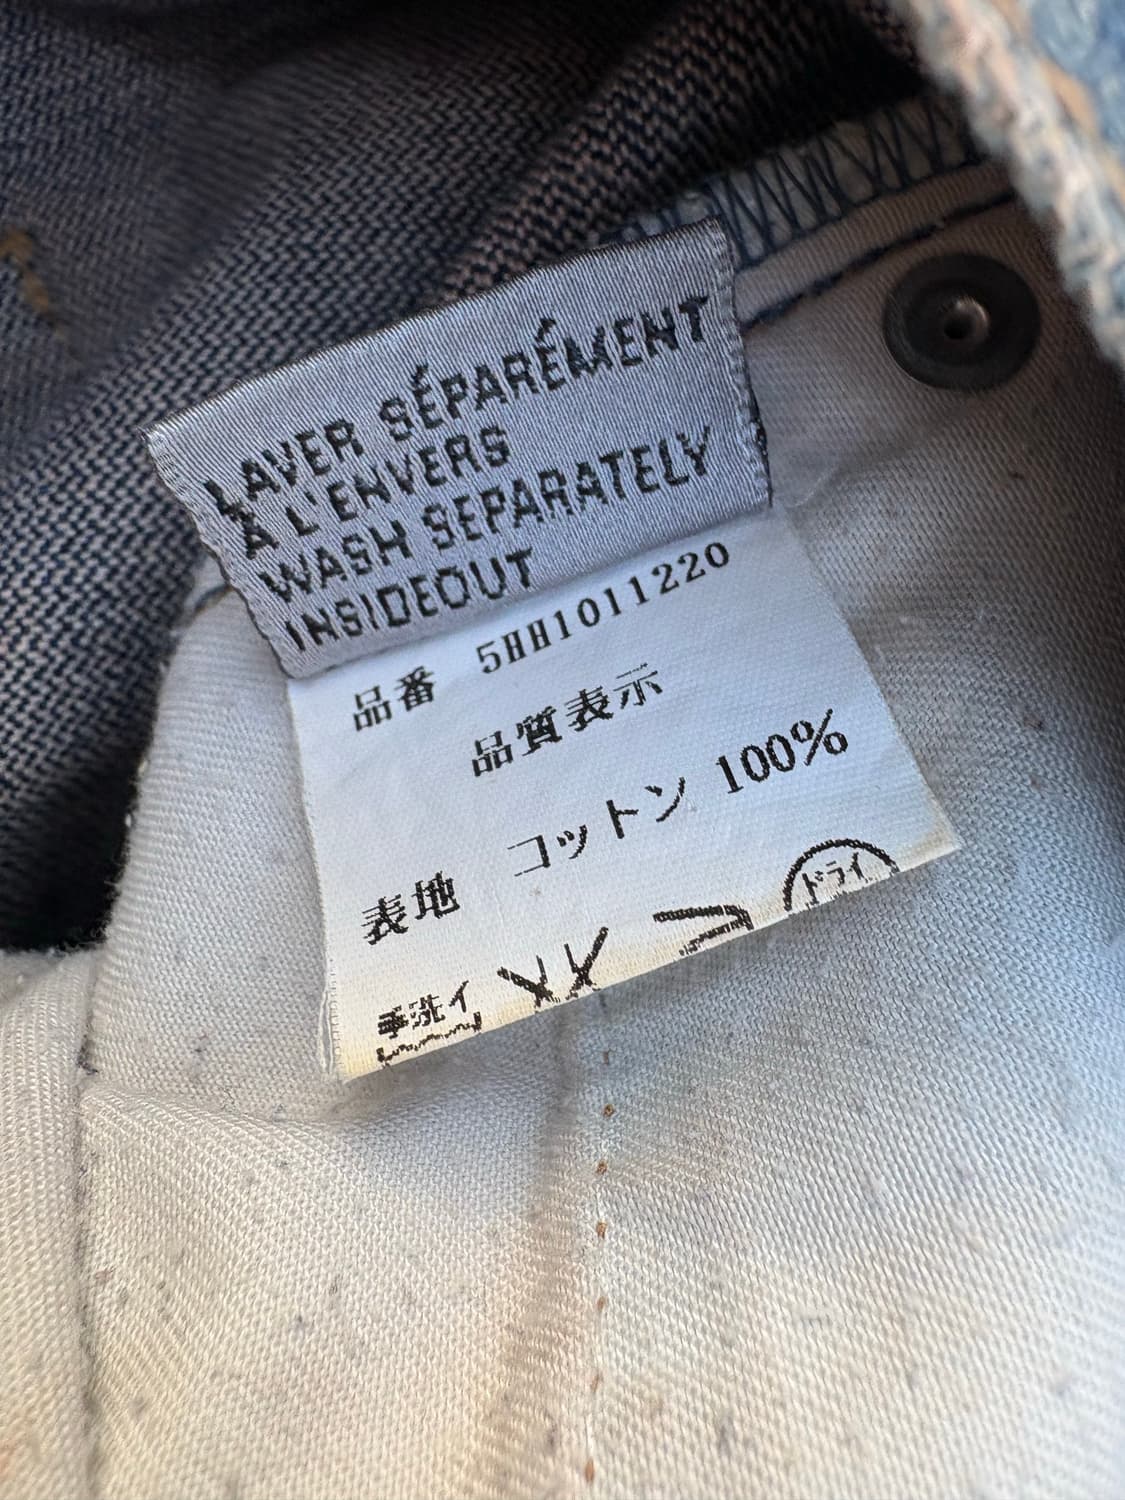 LAVER SÉPARÉMENT
À L'ENVERS
WASH SEPARATELY
INSIDEOUT
品番 5HH1011220
品質表示
コットン 100%
表地
手洗イ
ドライ